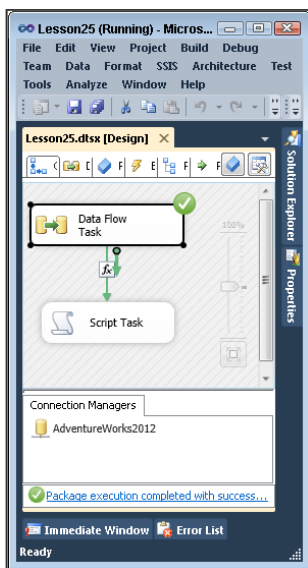 Lesson25 (Running) - Micros...
File Edit View Project Build Debug
Team Data Format SSIS Architecture Test
Tools Analyze Window Help
Lesson25.dtsx [Design]
Solution Explorer
Properties
Data Flow
Task
100%
fx
Script Task
Connection Managers
AdventureWorks2012
Package execution completed with success...
Immediate Window Error List
Ready